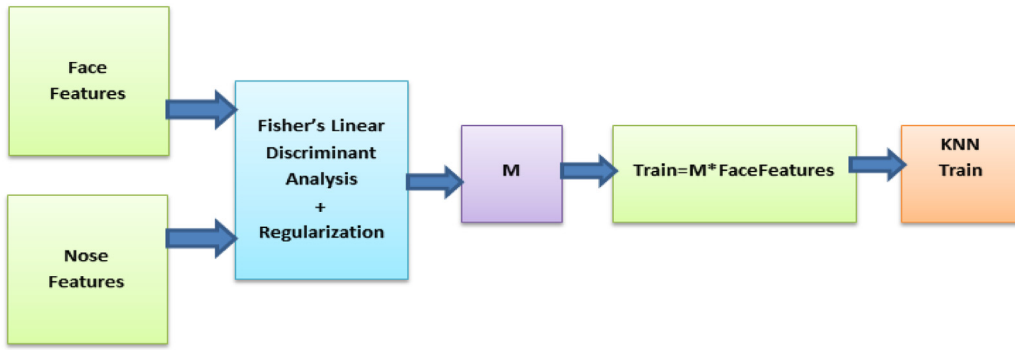 Face
Features
Nose
Features
Fisher’s Linear
Discriminant
Analysis
+
Regularization
M
Train=M*FaceFeatures
KNN
Train